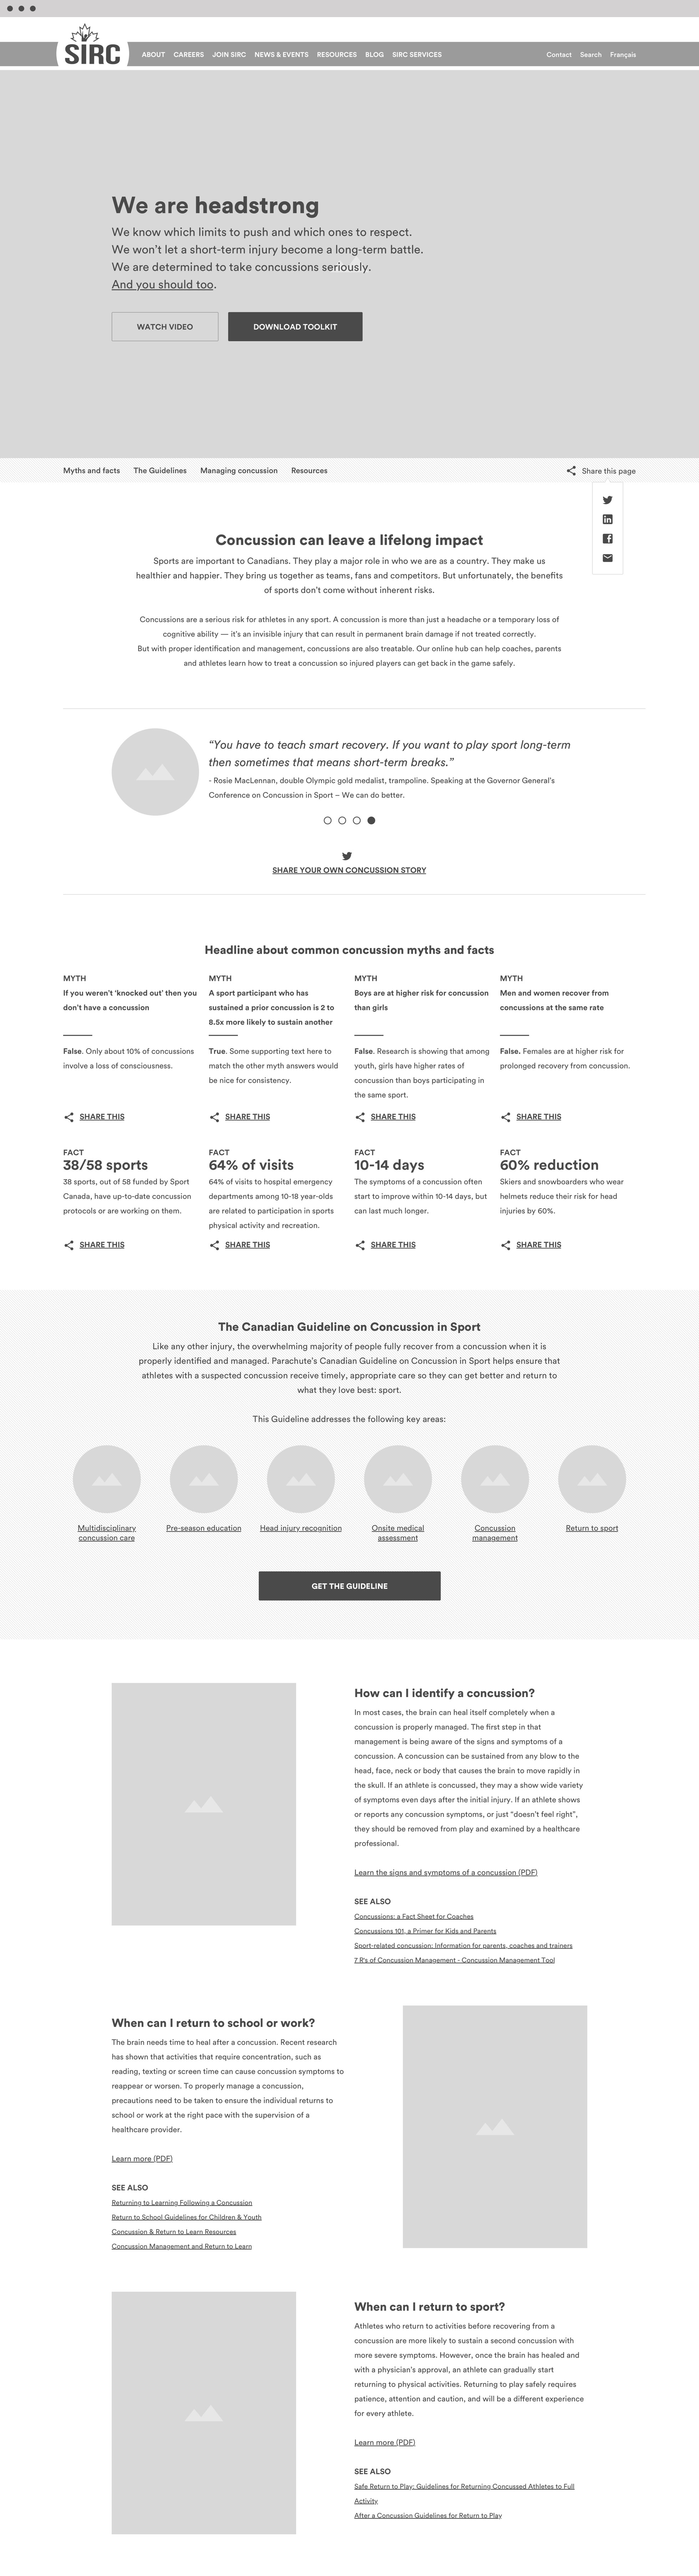 SIRC
ABOUT CAREERS JOIN SIRC NEWS & EVENTS RESOURCES BLOG SIRC SERVICES Contact Search Français
We are headstrong
We know which limits to push and which ones to respect.
We won't let a short-term injury become a long-term battle.
We are determined to take concussions seriously.
And you should too.
WATCH VIDEO DOWNLOAD TOOLKIT
Myths and facts The Guidelines Managing concussion Resources Share this page
Concussion can leave a lifelong impact
Sports are important to Canadians. They play a major role in who we are as a country. They make us
healthier and happier. They bring us together as teams, fans and competitors. But unfortunately, the benefits
of sports don't come without inherent risks.
Concussions are a serious risk for athletes in any sport. A concussion is more than just a headache or a temporary loss of
cognitive ability — it's an invisible injury that can result in permanent brain damage if not treated correctly.
But with proper identification and management, concussions are also treatable. Our online hub can help coaches, parents
and athletes learn how to treat a concussion so injured players can get back in the game safely.
“You have to teach smart recovery. If you want to play sport long-term
then sometimes that means short-term breaks.”
- Rosie MacLennan, double Olympic gold medalist, trampoline. Speaking at the Governor General's
Conference on Concussion in Sport – We can do better.
SHARE YOUR OWN CONCUSSION STORY
Headline about common concussion myths and facts
MYTH
If you weren't 'knocked out' then you
don't have a concussion
False. Only about 10% of concussions
involve a loss of consciousness.
SHARE THIS
MYTH
A sport participant who has
sustained a prior concussion is 2 to
8.5x more likely to sustain another
True. Some supporting text here to
match the other myth answers would
be nice for consistency.
SHARE THIS
MYTH
Boys are at higher risk for concussion
than girls
False. Research is showing that among
youth, girls have higher rates of
concussion than boys participating in
the same sport.
SHARE THIS
MYTH
Men and women recover from
concussions at the same rate
False. Females are at higher risk for
prolonged recovery from concussion.
SHARE THIS
FACT
38/58 sports
38 sports, out of 58 funded by Sport
Canada, have up-to-date concussion
protocols or are working on them.
SHARE THIS
FACT
64% of visits
64% of visits to hospital emergency
departments among 10-18 year-olds
are related to participation in sports
physical activity and recreation.
SHARE THIS
FACT
10-14 days
The symptoms of a concussion often
start to improve within 10-14 days, but
can last much longer.
SHARE THIS
FACT
60% reduction
Skiers and snowboarders who wear
helmets reduce their risk for head
injuries by 60%.
SHARE THIS
The Canadian Guideline on Concussion in Sport
Like any other injury, the overwhelming majority of people fully recover from a concussion when it is
properly identified and managed. Parachute's Canadian Guideline on Concussion in Sport helps ensure that
athletes with a suspected concussion receive timely, appropriate care so they can get better and return to
what they love best: sport.
This Guideline addresses the following key areas:
Multidisciplinary
concussion care
Pre-season education
Head injury recognition
Onsite medical
assessment
Concussion
management
Return to sport
GET THE GUIDELINE
How can I identify a concussion?
In most cases, the brain can heal itself completely when a
concussion is properly managed. The first step in that
management is being aware of the signs and symptoms of a
concussion. A concussion can be sustained from any blow to the
head, face, neck or body that causes the brain to move rapidly in
the skull. If an athlete is concussed, they may a show wide variety
of symptoms even days after the initial injury. If an athlete shows
or reports any concussion symptoms, or just “doesn't feel right”,
they should be removed from play and examined by a healthcare
professional.
Learn the signs and symptoms of a concussion (PDF)
SEE ALSO
Concussions: a Fact Sheet for Coaches
Concussions 101, a Primer for Kids and Parents
Sport-related concussion: Information for parents, coaches and trainers
7 R's of Concussion Management - Concussion Management Tool
When can I return to school or work?
The brain needs time to heal after a concussion. Recent research
has shown that activities that require concentration, such as
reading, texting or screen time can cause concussion symptoms to
reappear or worsen. To properly manage a concussion,
precautions need to be taken to ensure the individual returns to
school or work at the right pace with the supervision of a
healthcare provider.
Learn more (PDF)
SEE ALSO
Returning to Learning Following a Concussion
Return to School Guidelines for Children & Youth
Concussion & Return to Learn Resources
Concussion Management and Return to Learn
When can I return to sport?
Athletes who return to activities before recovering from a
concussion are more likely to sustain a second concussion with
more severe symptoms. However, once the brain has healed and
with a physician's approval, an athlete can gradually start
returning to physical activities. Returning to play safely requires
patience, attention and caution, and will be a different experience
for every athlete.
Learn more (PDF)
SEE ALSO
Safe Return to Play: Guidelines for Returning Concussed Athletes to Full
Activity
After a Concussion Guidelines for Return to Play